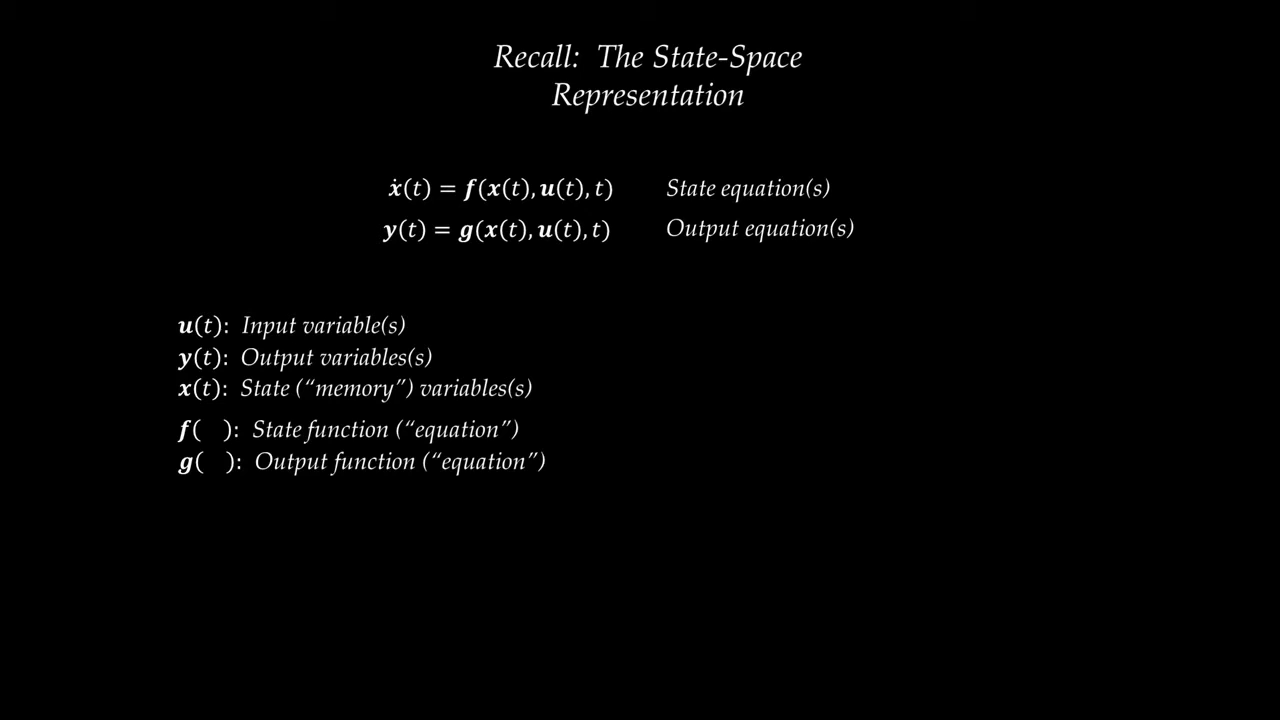 Recall: The State-Space
Representation
𝒙̇(t) = 𝒇(𝒙(t), 𝒖(t), t) State equation(s)
𝒚(t) = 𝒈(𝒙(t), 𝒖(t), t) Output equation(s)
𝒖(t): Input variable(s)
𝒚(t): Output variables(s)
𝒙(t): State (“memory”) variables(s)
𝒇( ): State function (“equation”)
𝒈( ): Output function (“equation”)